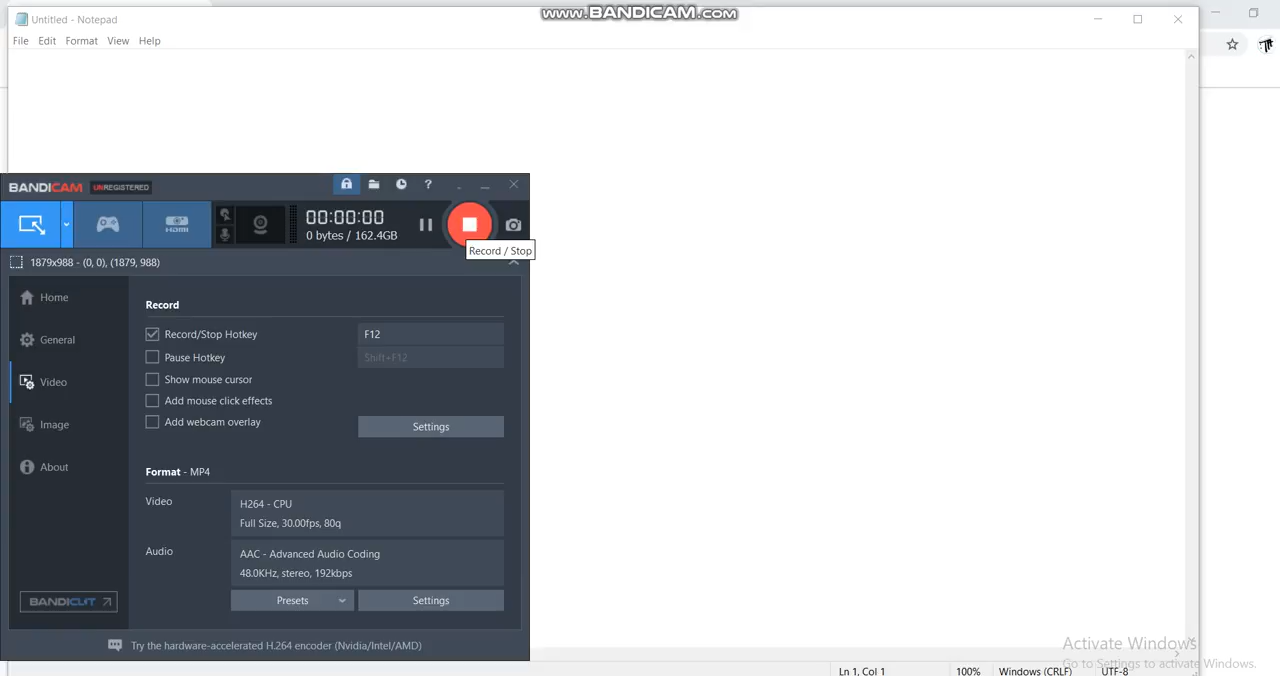 Untitled - Notepad
www.BANDICAM.com
File Edit Format View Help
BANDICAM UNREGISTERED
?
HDMI
00:00:00
0 bytes / 162.4GB
Record / Stop
1879x988 - (0, 0), (1879, 988)
Home
General
Video
Image
About
BANDICUT
Record
Record/Stop Hotkey F12
Pause Hotkey Shift+F12
Show mouse cursor
Add mouse click effects
Add webcam overlay
Settings
Format - MP4
Video
H264 - CPU
Full Size, 30.00fps, 80q
Audio
AAC - Advanced Audio Coding
48.0KHz, stereo, 192kbps
Presets Settings
Try the hardware-accelerated H.264 encoder (Nvidia/Intel/AMD)
Activate Windows
Go to Settings to activate Windows.
Ln 1, Col 1 100% Windows (CRLF) UTF-8